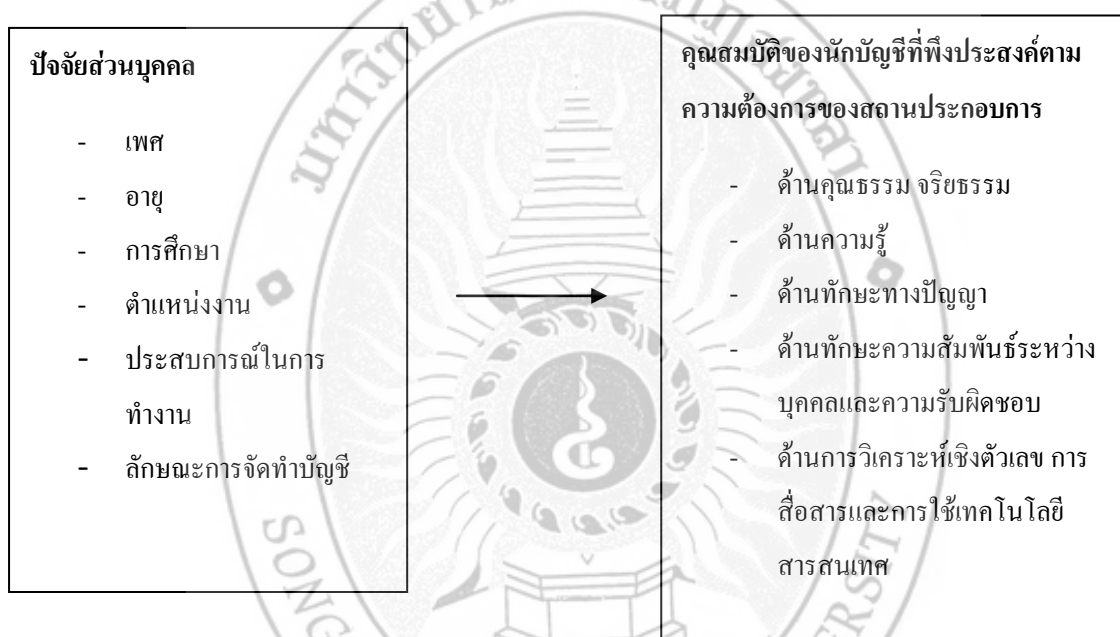 ปัจจัยส่วนบุคคล
- เพศ
- อายุ
- การศึกษา
- ตำแหน่งงาน
- ประสบการณ์ในการ
ทำงาน
- ลักษณะการจัดทำบัญชี
คุณสมบัติของนักบัญชีที่พึงประสงค์ตาม
ความต้องการของสถานประกอบการ
- ด้านคุณธรรม จริยธรรม
- ด้านความรู้
- ด้านทักษะทางปัญญา
- ด้านทักษะความสัมพันธ์ระหว่าง
บุคคลและความรับผิดชอบ
- ด้านการวิเคราะห์เชิงตัวเลข การ
สื่อสารและการใช้เทคโนโลยี
สารสนเทศ